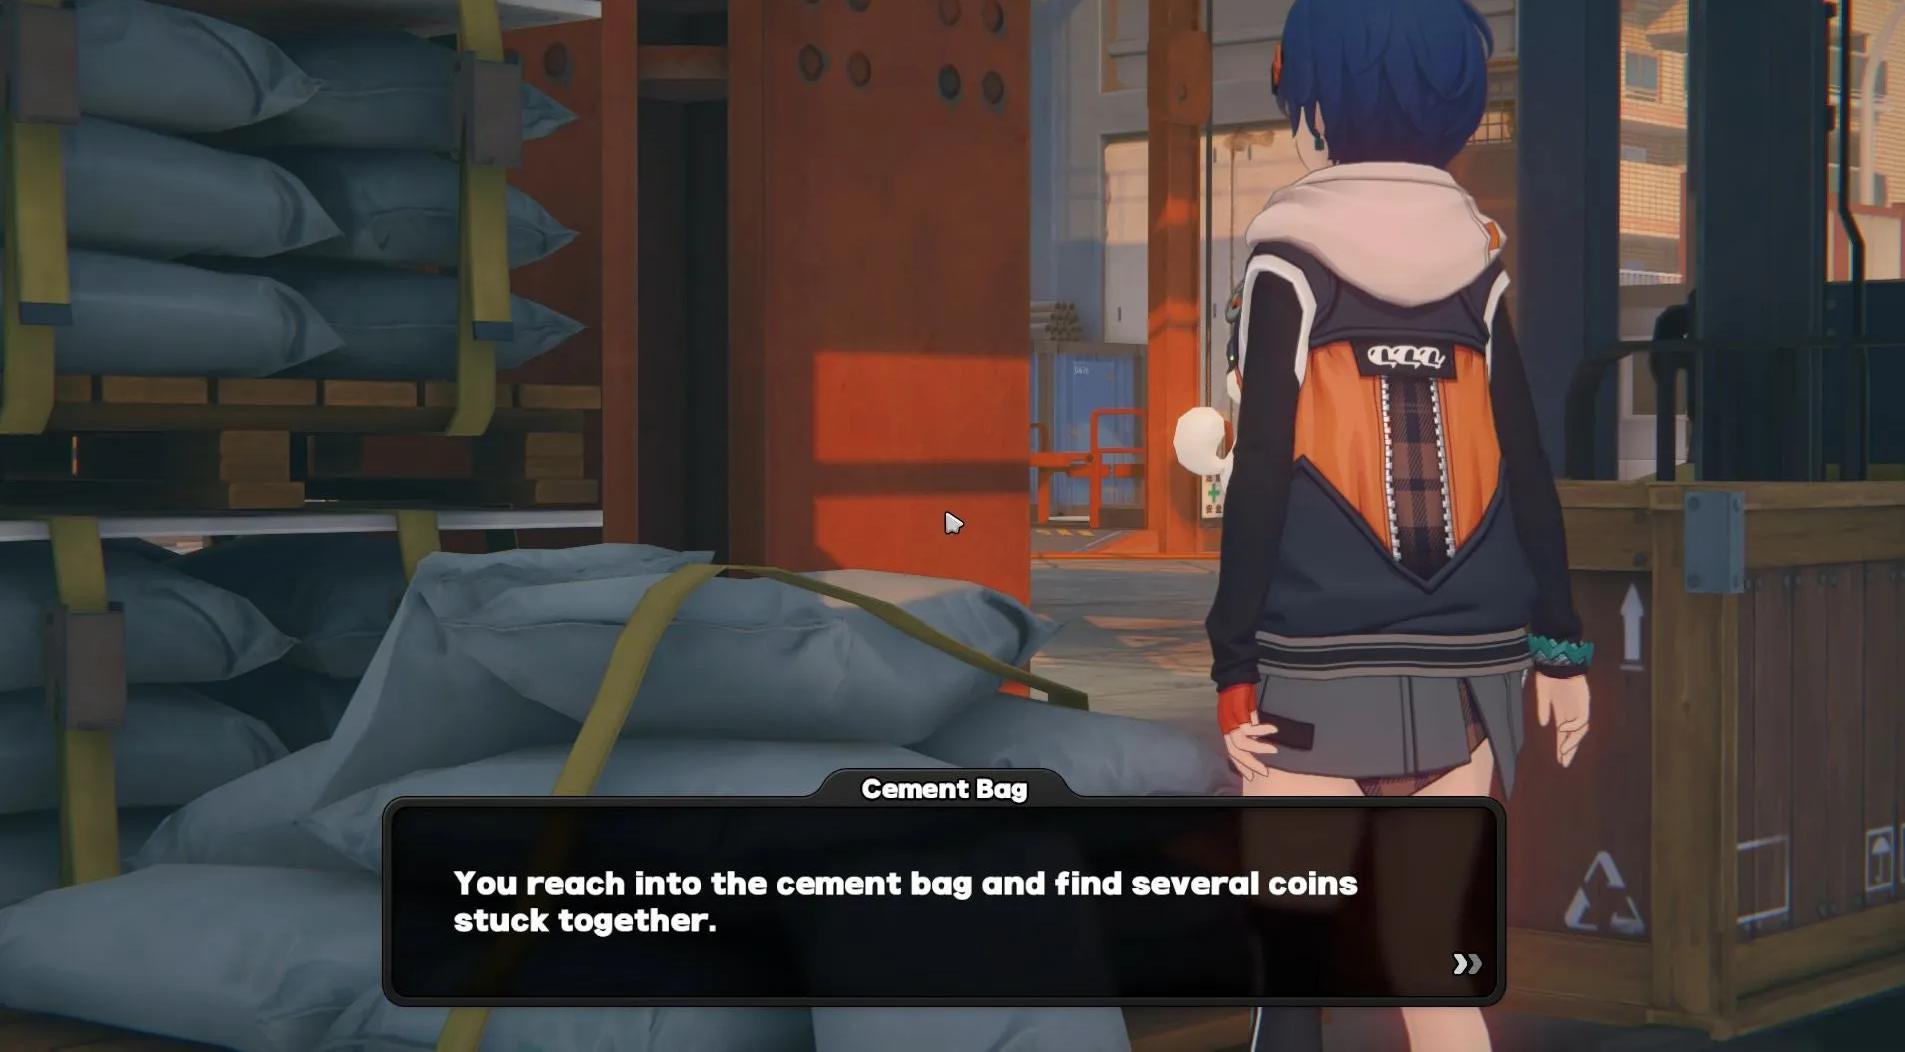 Cement Bag
You reach into the cement bag and find several coins
stuck together.